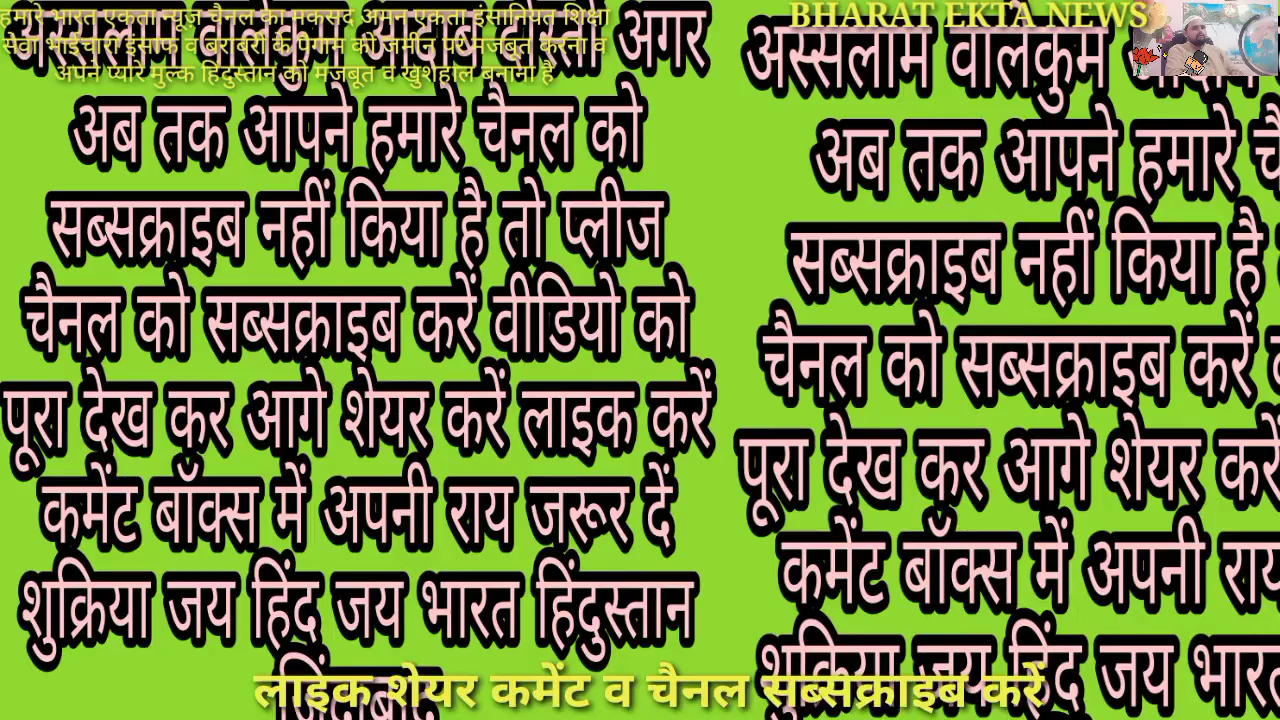 हमारे भारत एकता न्यूज़ चैनल का मकसद अमन एकता इंसानियत शिक्षा
सेवा भाईचारा इंसाफ व बराबरी के पैगाम को जमीन पर मजबूत करना व
अपने प्यारे मुल्क हिंदुस्तान को मजबूत व खुशहाल बनाना है
BHARAT EKTA NEWS
अस्सलाम वालेकुम आदाब दोस्तों अगर
अब तक आपने हमारे चैनल को
सब्सक्राइब नहीं किया है तो प्लीज
चैनल को सब्सक्राइब करें वीडियो को
पूरा देख कर आगे शेयर करें लाइक करें
कमेंट बॉक्स में अपनी राय जरूर दें
शुक्रिया जय हिंद जय भारत हिंदुस्तान
जिंदाबाद
अस्सलाम वालेकुम
अब तक आपने हमारे
सब्सक्राइब नहीं किया है
चैनल को सब्सक्राइब करें
पूरा देख कर आगे शेयर करें
कमेंट बॉक्स में अपनी राय
शुक्रिया जय हिंद जय भारत
लाइक शेयर कमेंट व चैनल सब्सक्राइब करें